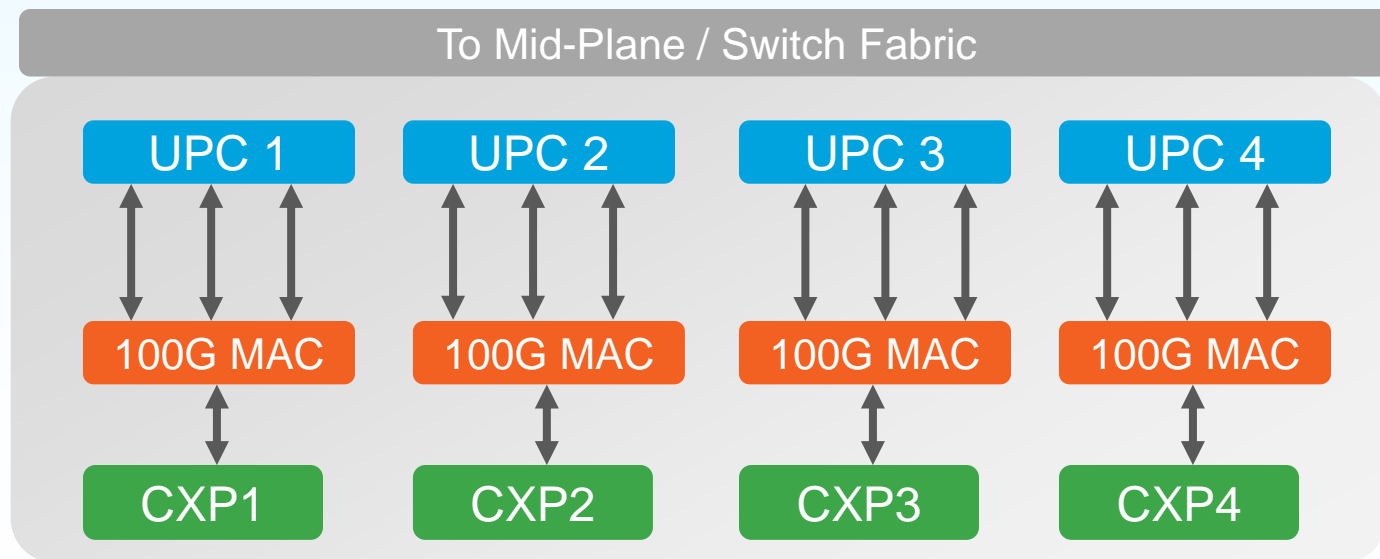 To Mid-Plane / Switch Fabric
UPC 1 UPC 2 UPC 3 UPC 4
100G MAC 100G MAC 100G MAC 100G MAC
CXP1 CXP2 CXP3 CXP4